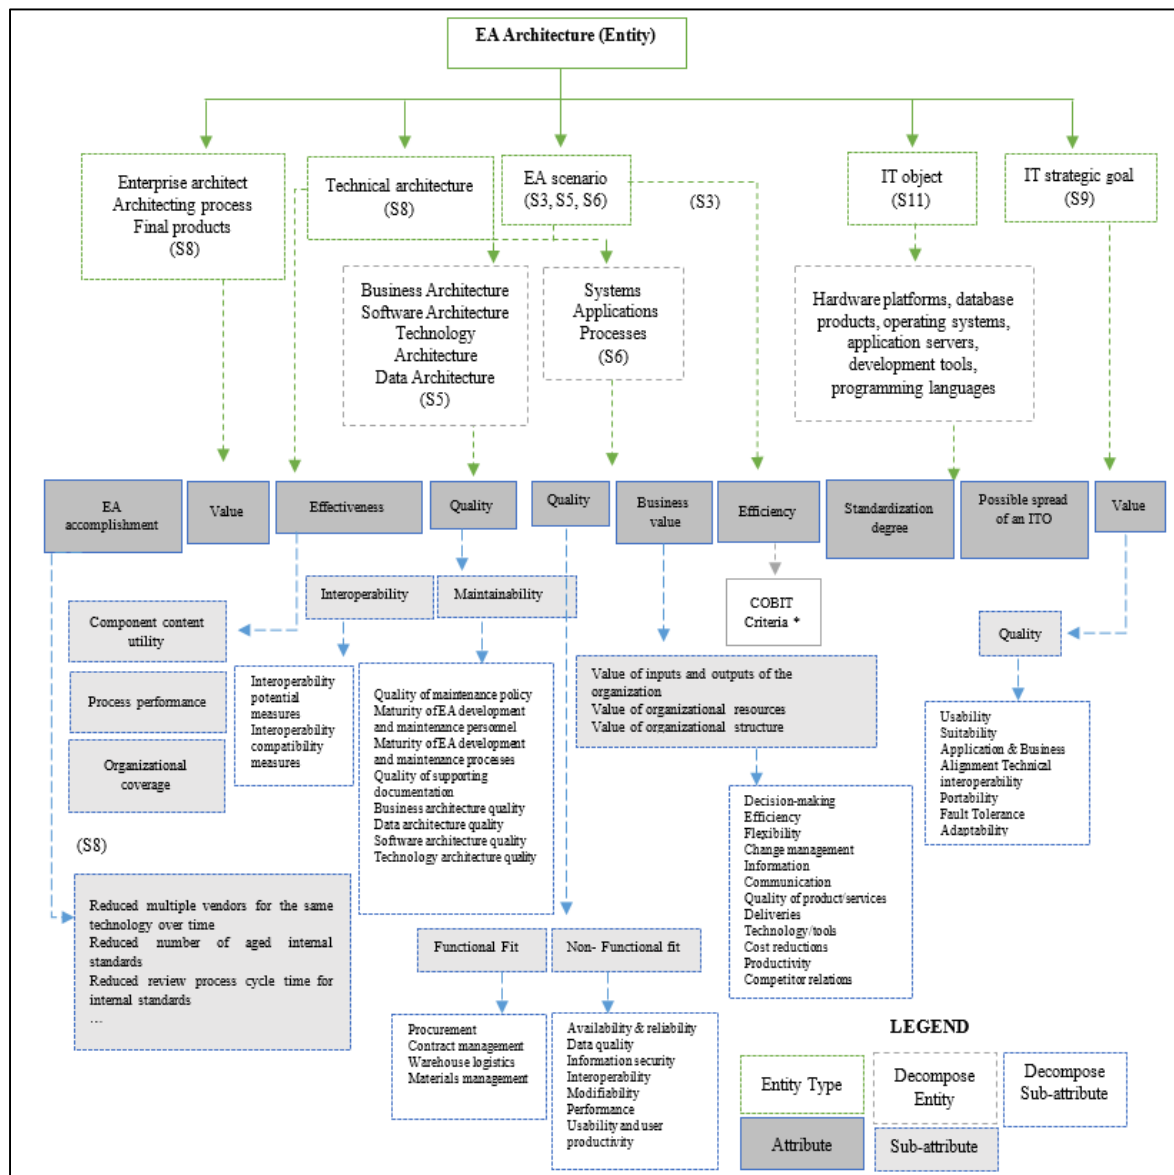 EA Architecture (Entity)
Enterprise architect
Architecting process
Final products
(S8)
Technical architecture
(S8)
EA scenario
(S3, S5, S6)
(S3)
IT object
(S11)
IT strategic goal
(S9)
Business Architecture
Software Architecture
Technology
Architecture
Data Architecture
(S5)
Systems
Applications
Processes
(S6)
Hardware platforms, database
products, operating systems,
application servers,
development tools,
programming languages
EA
accomplishment
Value
Effectiveness
Quality
Quality
Business
value
Efficiency
Standardization
degree
Possible spread
of an ITO
Value
Component content
utility
Process performance
Organizational
coverage
(S8)
Interoperability
Maintainability
Interoperability
potential
measures
Interoperability
compatibility
measures
Quality of maintenance policy
Maturity of EA development
and maintenance personnel
Maturity of EA development
and maintenance processes
Quality of supporting
documentation
Business architecture quality
Data architecture quality
Software architecture quality
Technology architecture quality
COBIT
Criteria *
Value of inputs and outputs of the
organization
Value of organizational resources
Value of organizational structure
Quality
Usability
Suitability
Application & Business
Alignment Technical
interoperability
Portability
Fault Tolerance
Adaptability
Decision-making
Efficiency
Flexibility
Change management
Information
Communication
Quality of product/services
Deliveries
Technology/tools
Cost reductions
Productivity
Competitor relations
Reduced multiple vendors for the same
technology over time
Reduced number of aged internal
standards
Reduced review process cycle time for
internal standards
…
Functional Fit
Non- Functional fit
Procurement
Contract management
Warehouse logistics
Materials management
Availability & reliability
Data quality
Information security
Interoperability
Modifiability
Performance
Usability and user
productivity
LEGEND
Entity Type
Decompose
Entity
Decompose
Sub-attribute
Attribute
Sub-attribute